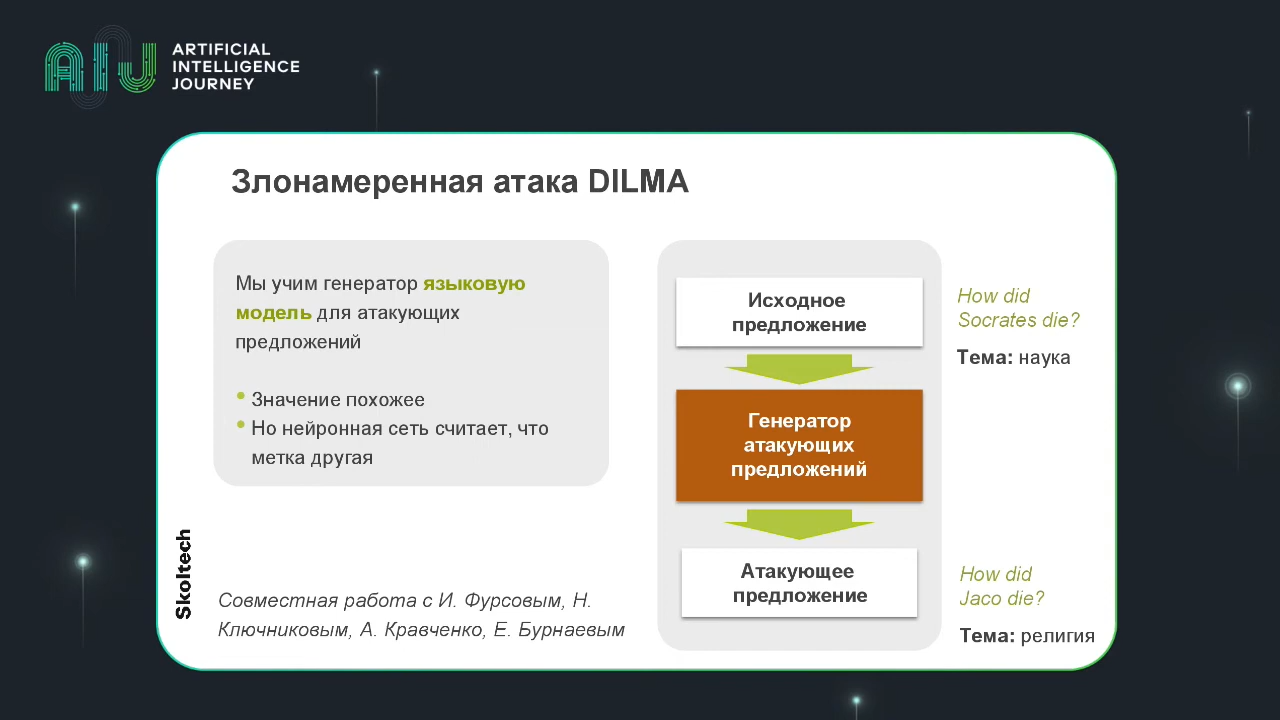 ARTIFICIAL
INTELLIGENCE
JOURNEY
Злонамеренная атака DILMA
Мы учим генератор языковую
модель для атакующих
предложений
Значение похожее
Но нейронная сеть считает, что
метка другая
Skoltech
Совместная работа с И. Фурсовым, Н.
Ключниковым, А. Кравченко, Е. Бурнаевым
Исходное
предложение
Генератор
атакующих
предложений
Атакующее
предложение
How did
Socrates die?
Тема: наука
How did
Jaco die?
Тема: религия